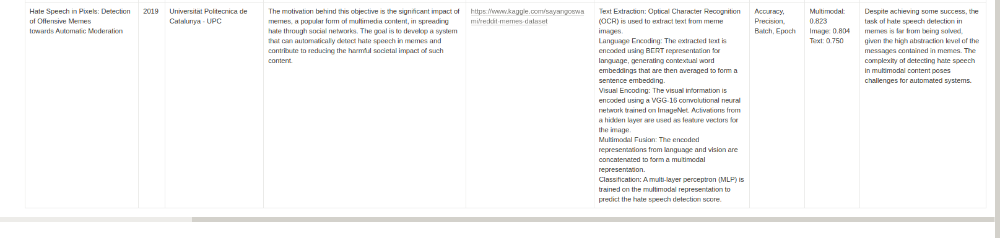 Hate Speech in Pixels: Detection
of Offensive Memes
towards Automatic Moderation
2019
Universität Politecnica de
Catalunya - UPC
The motivation behind this objective is the significant impact of
memes, a popular form of multimedia content, in spreading
hate through social networks. The goal is to develop a system
that can automatically detect hate speech in memes and
contribute to reducing the harmful societal impact of such
content.
https://www.kaggle.com/sayangoswa
mi/reddit-memes-dataset
Text Extraction: Optical Character Recognition
(OCR) is used to extract text from meme
images.
Language Encoding: The extracted text is
encoded using BERT representation for
language, generating contextual word
embeddings that are then averaged to form a
sentence embedding.
Visual Encoding: The visual information is
encoded using a VGG-16 convolutional neural
network trained on ImageNet. Activations from
a hidden layer are used as feature vectors for
the image.
Multimodal Fusion: The encoded
representations from language and vision are
concatenated to form a multimodal
representation.
Classification: A multi-layer perceptron (MLP) is
trained on the multimodal representation to
predict the hate speech detection score.
Accuracy,
Precision,
Batch, Epoch
Multimodal:
0.823
Image: 0.804
Text: 0.750
Despite achieving some success, the
task of hate speech detection in
memes is far from being solved,
given the high abstraction level of the
messages contained in memes. The
complexity of detecting hate speech
in multimodal content poses
challenges for automated systems.